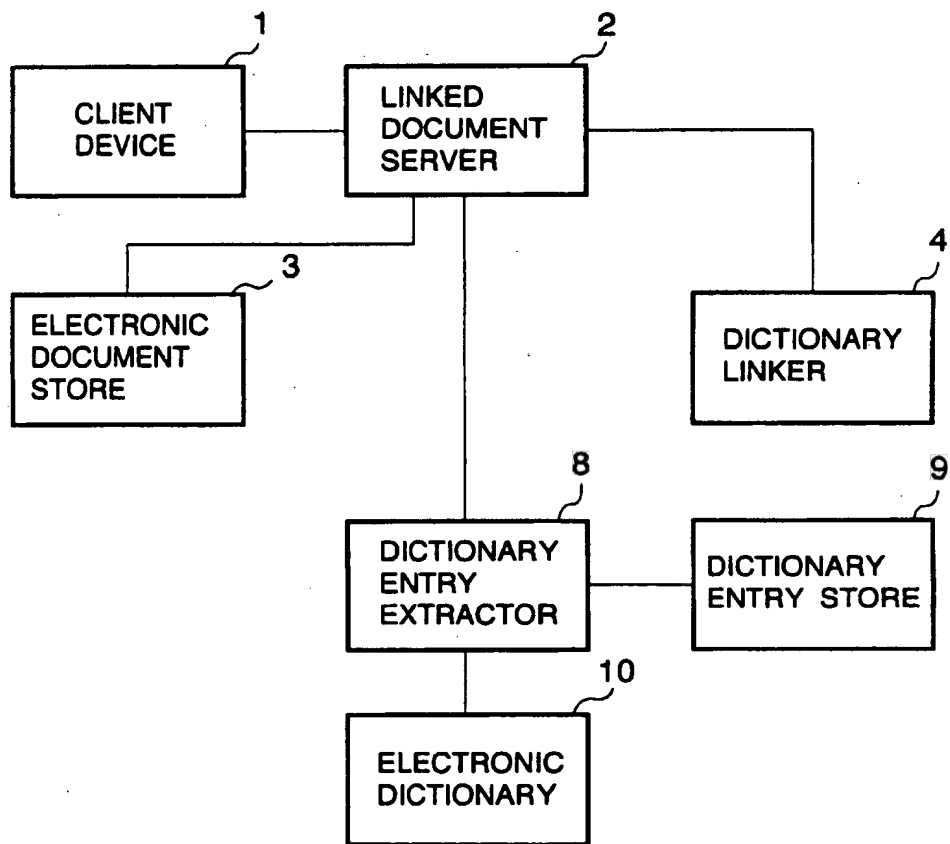 1
CLIENT
DEVICE
2
LINKED
DOCUMENT
SERVER
3
ELECTRONIC
DOCUMENT
STORE
4
DICTIONARY
LINKER
8
DICTIONARY
ENTRY
EXTRACTOR
9
DICTIONARY
ENTRY STORE
10
ELECTRONIC
DICTIONARY